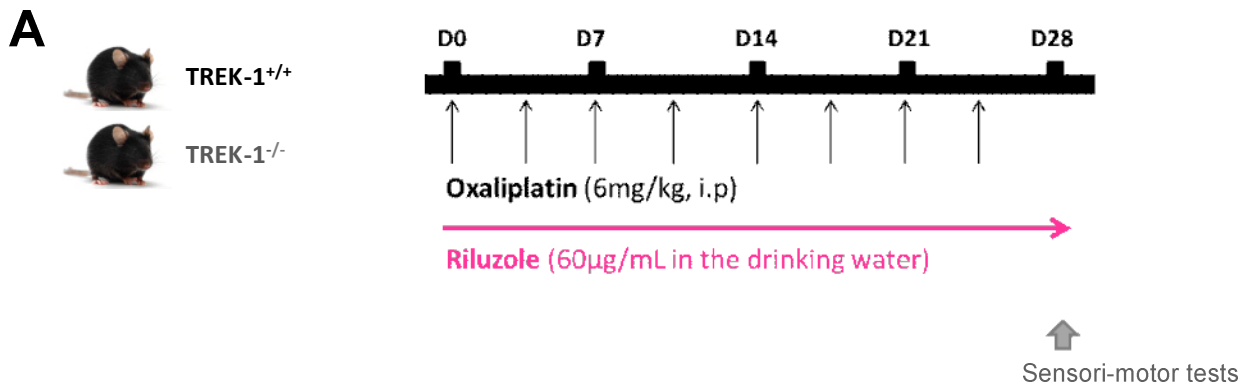 A
TREK-1+/+
TREK-1-/-
D0 D7 D14 D21 D28
Oxaliplatin (6mg/kg, i.p)
Riluzole (60µg/mL in the drinking water)
Sensori-motor tests